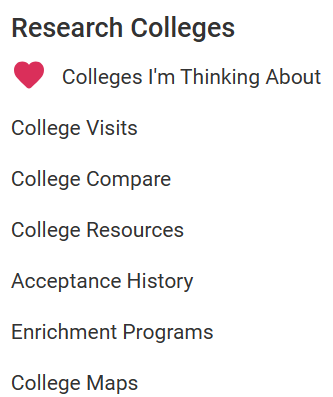 Research Colleges
Colleges I'm Thinking About
College Visits
College Compare
College Resources
Acceptance History
Enrichment Programs
College Maps